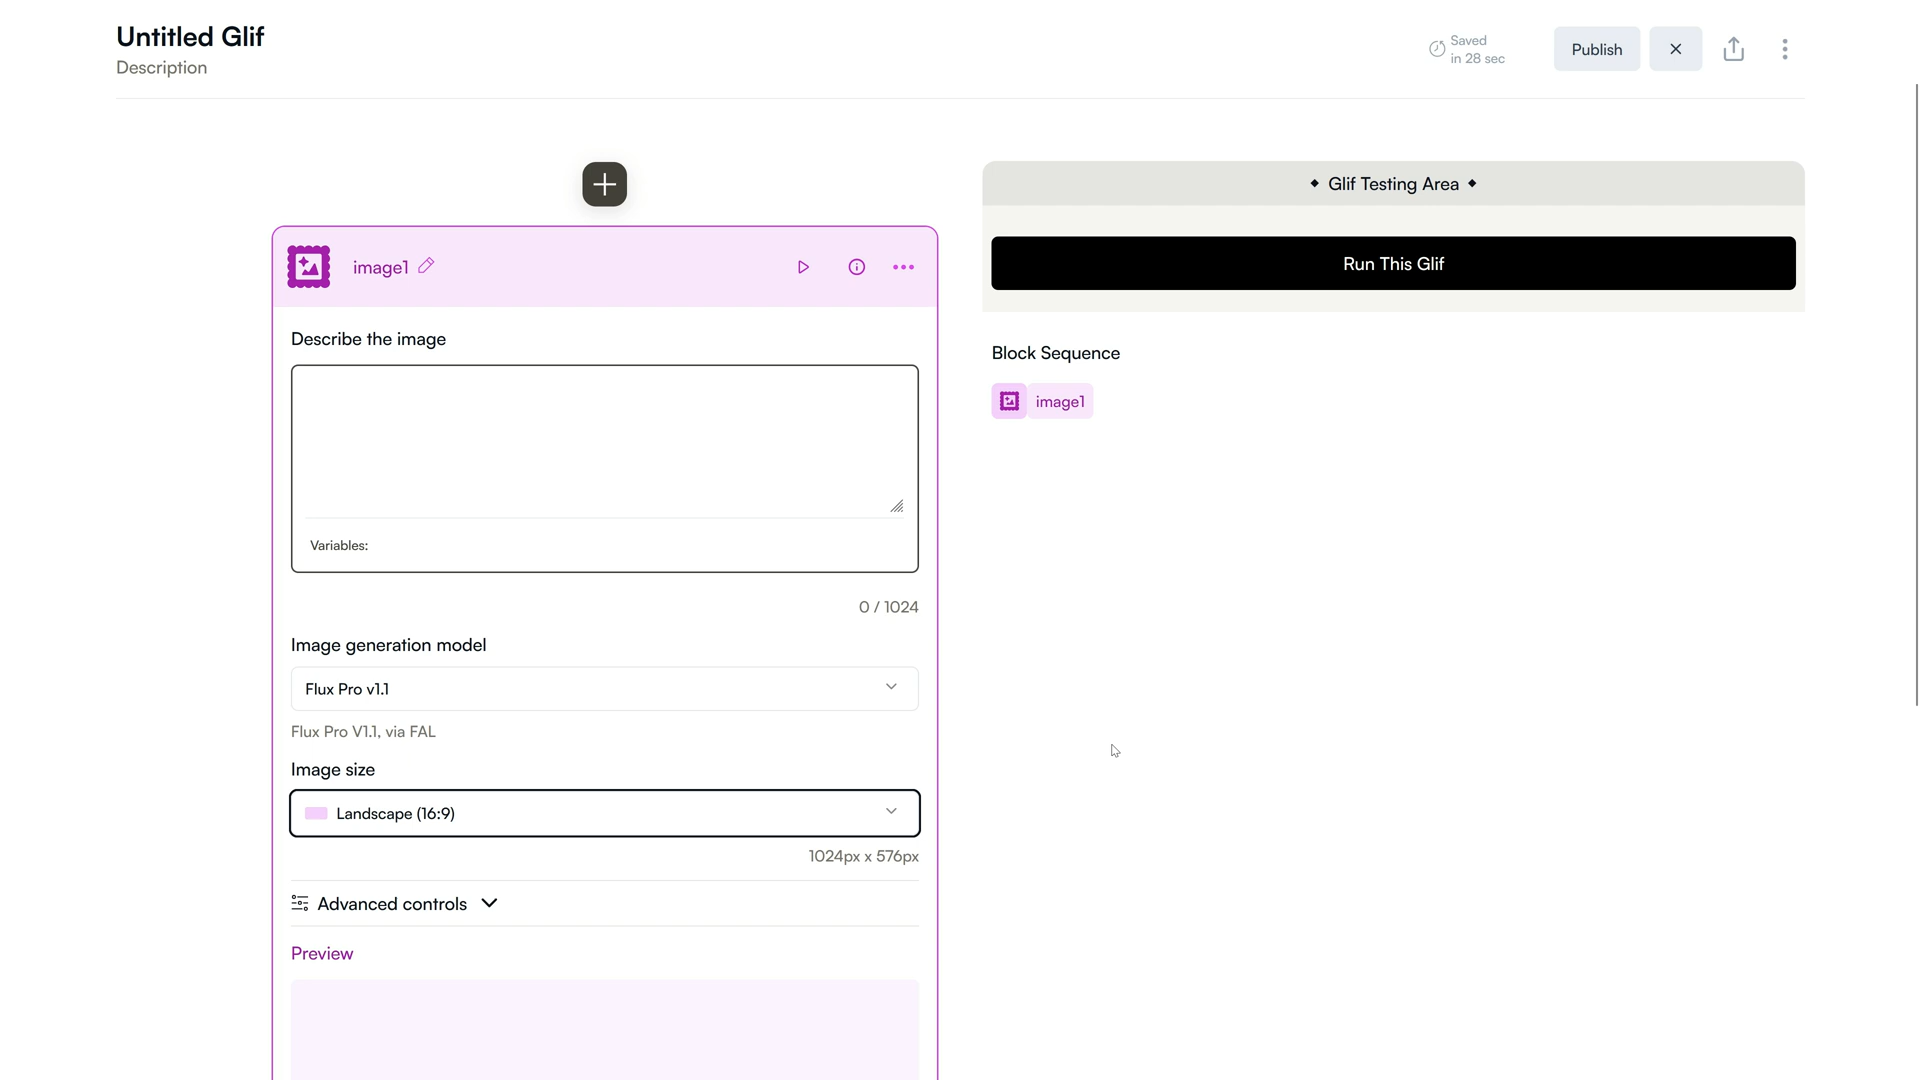 Untitled Glif
Description
Saved
in 28 sec
Publish
Glif Testing Area
Run This Glif
image1
Describe the image
Variables:
0 / 1024
Image generation model
Flux Pro v1.1
Flux Pro V1.1, via FAL
Image size
Landscape (16:9)
1024px x 576px
Advanced controls
Preview
Block Sequence
image1